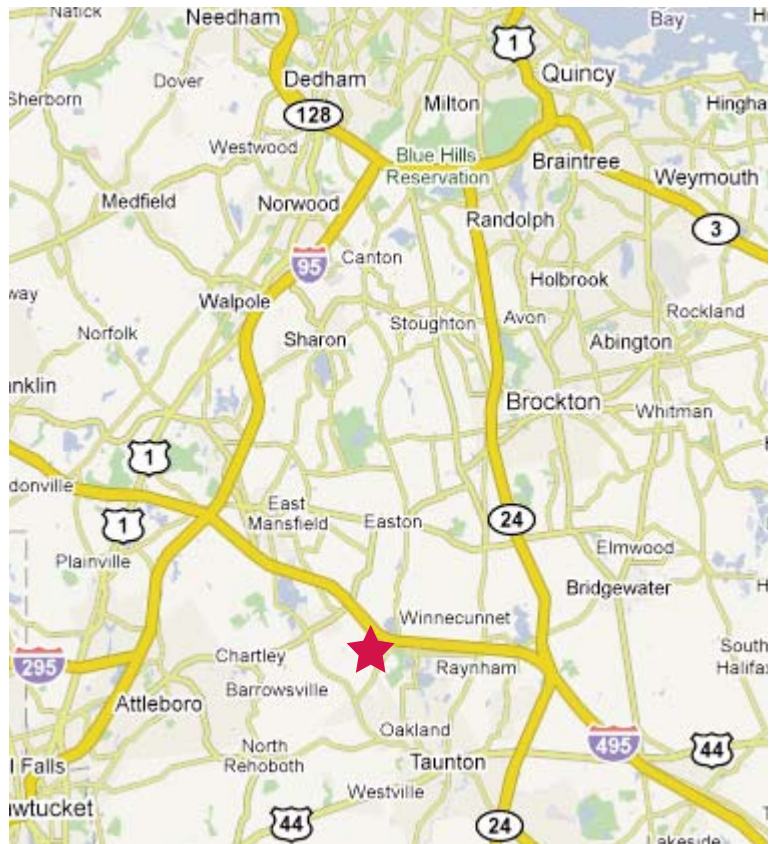 Natick
Needham
Bay
1
Dover
Dedham
Quincy
Sherborn
128
Milton
Hingha
Westwood
Blue Hills
Reservation
Braintree
Weymouth
Medfield
Norwood
Randolph
3
95
Canton
Holbrook
way
Walpole
Norfolk
Sharon
Stoughton
Avon
Rockland
Abington
nklin
Brockton
Whitman
1
donville
1
East
Mansfield
Easton
24
Plainville
Elmwood
Bridgewater
H
Winnecunnet
295
Chartley
Raynham
South
Halifax
Barrowsville
Attleboro
Oakland
North
Rehoboth
Taunton
495
44
l Falls
Westville
wtucket
44
24
Lakeside